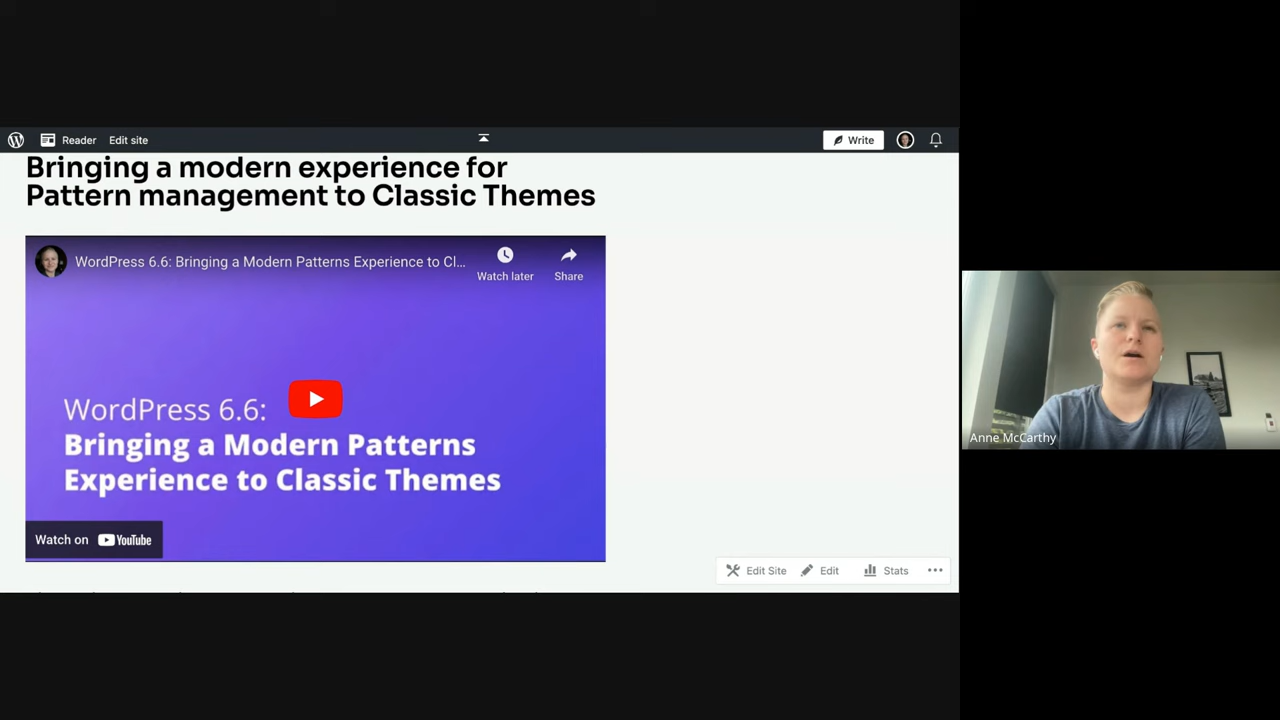 Reader Edit site
Write
Bringing a modern experience for
Pattern management to Classic Themes
WordPress 6.6: Bringing a Modern Patterns Experience to Cl...
Watch later
Share
WordPress 6.6:
Bringing a Modern Patterns
Experience to Classic Themes
Watch on YouTube
Edit Site Edit Stats
Anne McCarthy